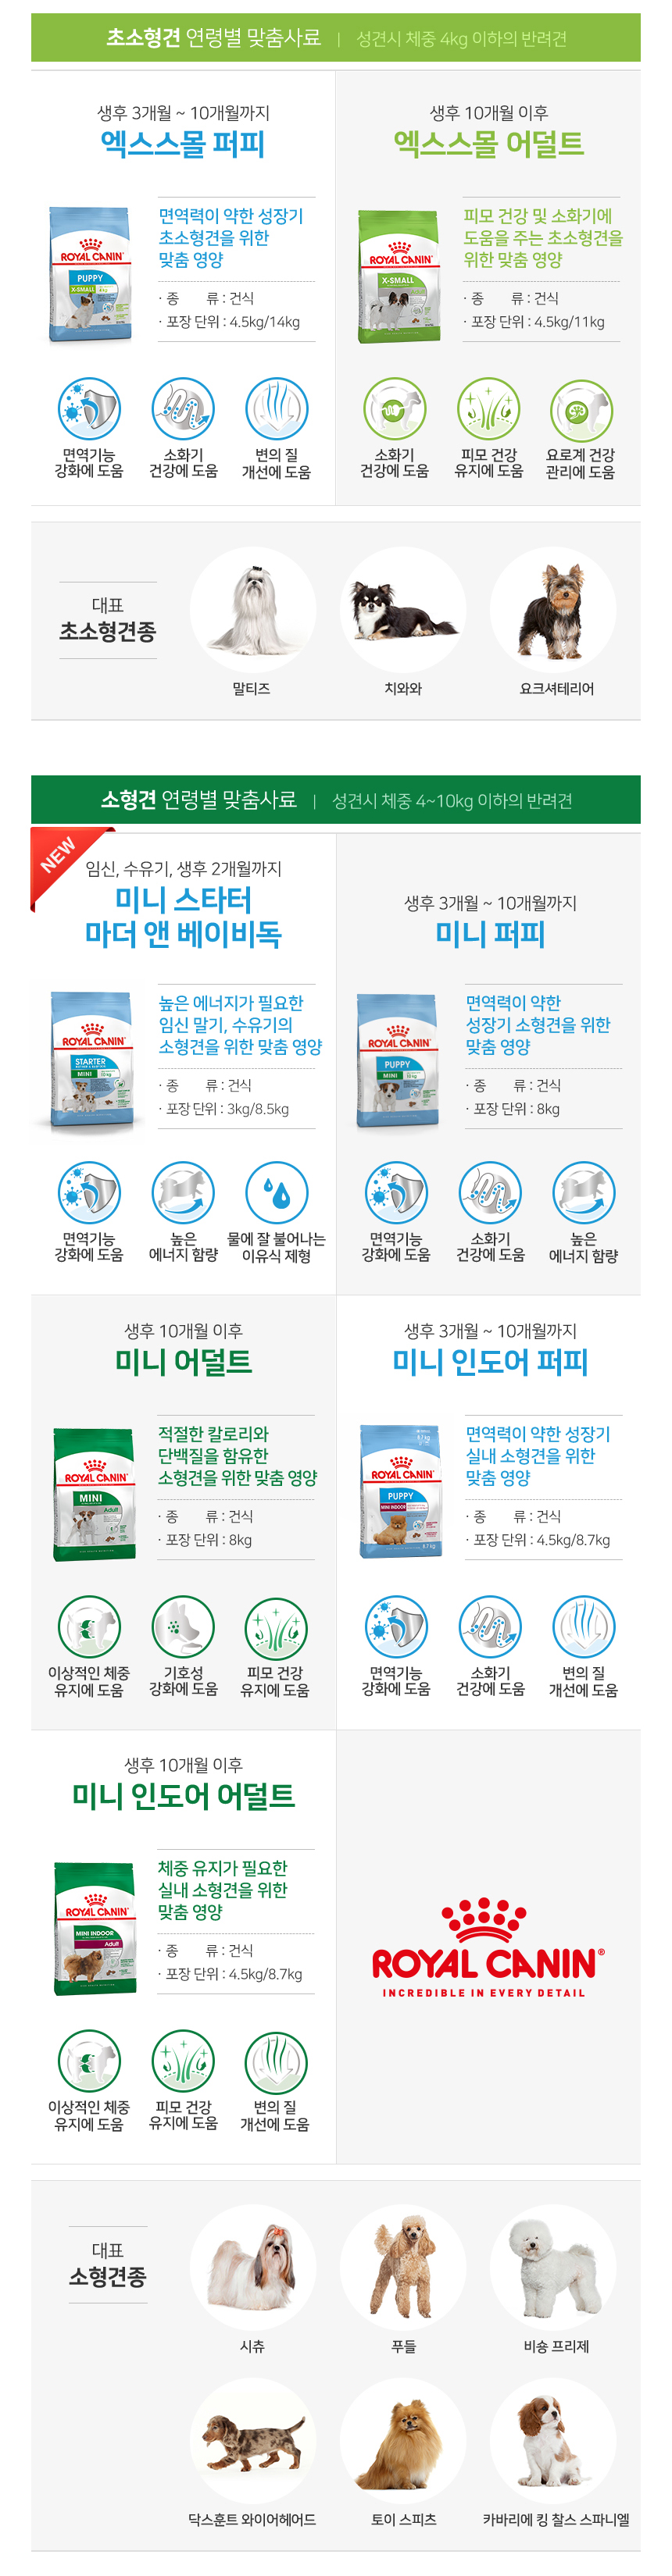 초소형견 연령별 맞춤사료 | 성견시 체중 4kg 이하의 반려견
생후 3개월 ~ 10개월까지
엑스스몰 퍼피
ROYAL CANIN
PUPPY
X-SMALL
면역력이 약한 성장기
초소형견을 위한
맞춤 영양
· 종 류 : 건식
· 포장 단위 : 4.5kg/14kg
면역기능
강화에 도움
소화기
건강에 도움
변의 질
개선에 도움
생후 10개월 이후
엑스스몰 어덜트
ROYAL CANIN
X-SMALL
피모 건강 및 소화기에
도움을 주는 초소형견을
위한 맞춤 영양
· 종 류 : 건식
· 포장 단위 : 4.5kg/11kg
소화기
건강에 도움
피모 건강
유지에 도움
요로계 건강
관리에 도움
대표
초소형견종
말티즈
치와와
요크셔테리어
소형견 연령별 맞춤사료 | 성견시 체중 4~10kg 이하의 반려견
NEW
임신, 수유기, 생후 2개월까지
미니 스타터
마더 앤 베이비독
ROYAL CANIN
STARTER
MINI
높은 에너지가 필요한
임신 말기, 수유기의
소형견을 위한 맞춤 영양
· 종 류 : 건식
· 포장 단위 : 3kg/8.5kg
면역기능
강화에 도움
높은
에너지 함량
물에 잘 불어나는
이유식 제형
생후 3개월 ~ 10개월까지
미니 퍼피
ROYAL CANIN
PUPPY
MINI
면역력이 약한
성장기 소형견을 위한
맞춤 영양
· 종 류 : 건식
· 포장 단위 : 8kg
면역기능
강화에 도움
소화기
건강에 도움
높은
에너지 함량
생후 10개월 이후
미니 어덜트
ROYAL CANIN
MINI
Adult
적절한 칼로리와
단백질을 함유한
소형견을 위한 맞춤 영양
· 종 류 : 건식
· 포장 단위 : 8kg
이상적인 체중
유지에 도움
기호성
강화에 도움
피모 건강
유지에 도움
생후 3개월 ~ 10개월까지
미니 인도어 퍼피
ROYAL CANIN
PUPPY
MINI INDOOR
8.7kg
면역력이 약한 성장기
실내 소형견을 위한
맞춤 영양
· 종 류 : 건식
· 포장 단위 : 4.5kg/8.7kg
면역기능
강화에 도움
소화기
건강에 도움
변의 질
개선에 도움
생후 10개월 이후
미니 인도어 어덜트
ROYAL CANIN
MINI INDOOR
Adult
체중 유지가 필요한
실내 소형견을 위한
맞춤 영양
· 종 류 : 건식
· 포장 단위 : 4.5kg/8.7kg
이상적인 체중
유지에 도움
피모 건강
유지에 도움
변의 질
개선에 도움
ROYAL CANIN®
INCREDIBLE IN EVERY DETAIL
대표
소형견종
시츄
푸들
비숑 프리제
닥스훈트 와이어헤어드
토이 스피츠
카바리에 킹 찰스 스파니엘